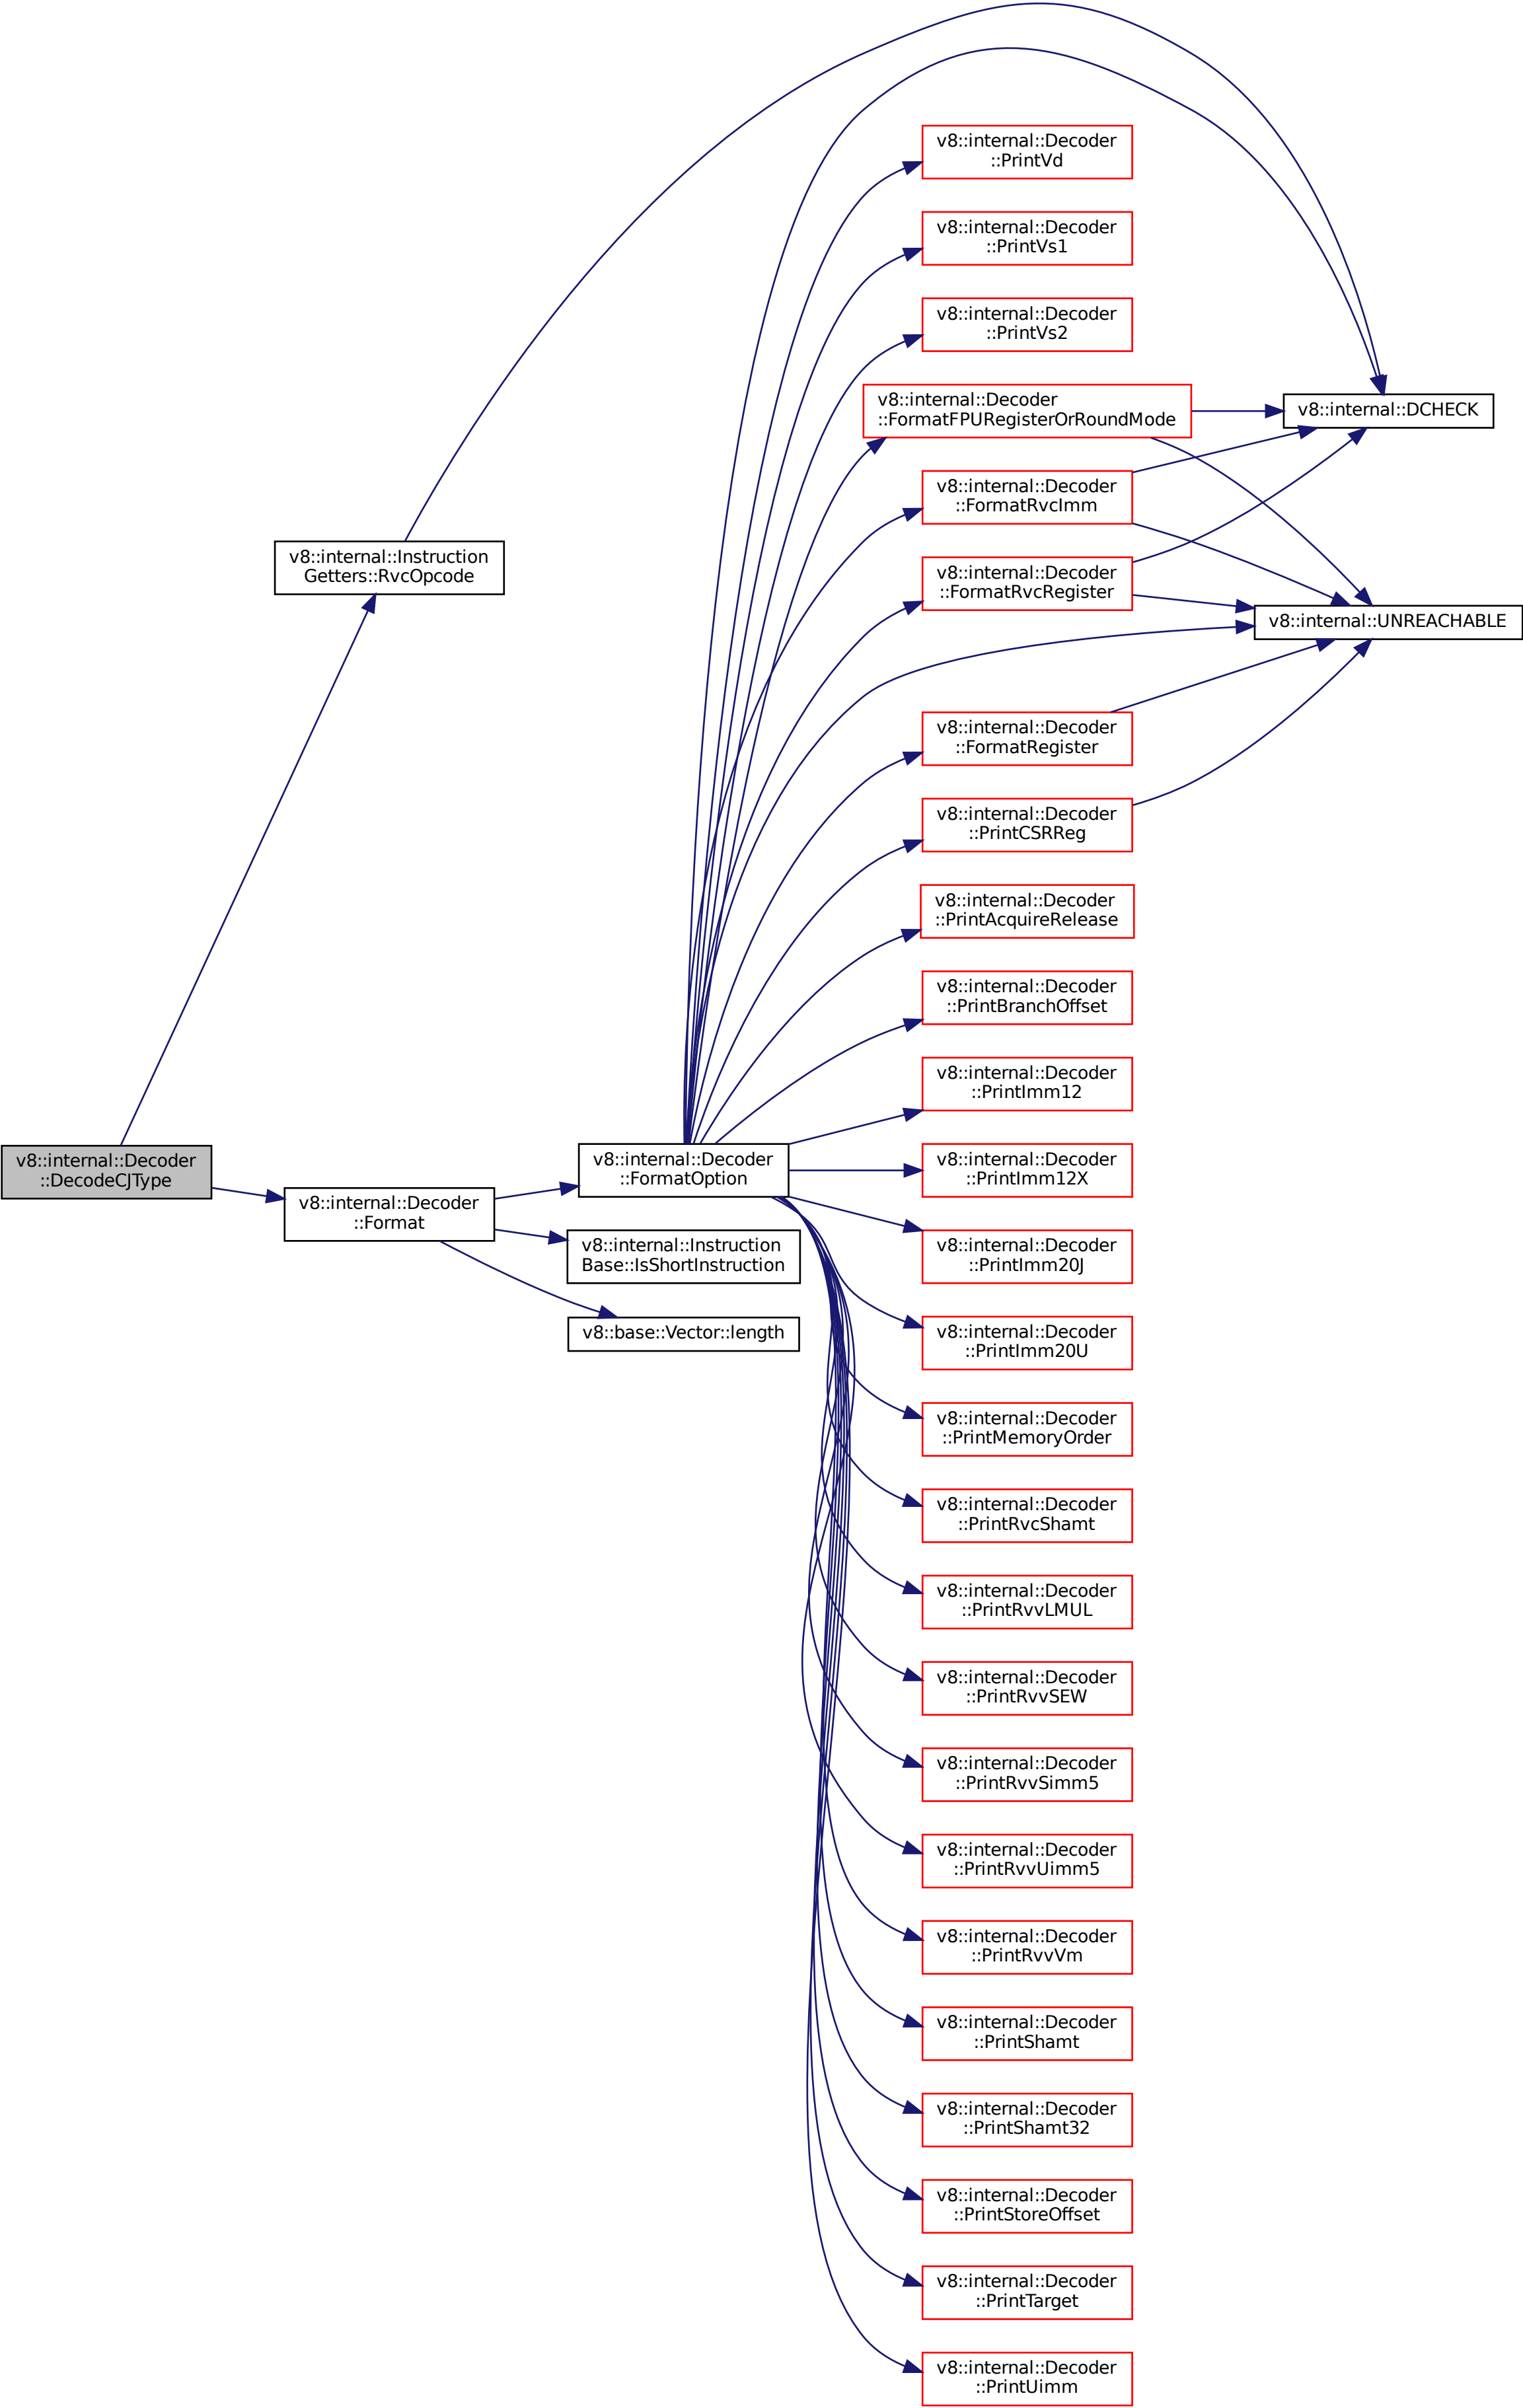 v8::internal::Decoder
::DecodeCJType
v8::internal::Instruction
Getters::RvcOpcode
v8::internal::Decoder
::Format
v8::internal::Decoder
::FormatOption
v8::internal::Instruction
Base::IsShortInstruction
v8::base::Vector::length
v8::internal::Decoder
::PrintVd
v8::internal::Decoder
::PrintVs1
v8::internal::Decoder
::PrintVs2
v8::internal::Decoder
::FormatFPURegisterOrRoundMode
v8::internal::Decoder
::FormatRvcImm
v8::internal::Decoder
::FormatRvcRegister
v8::internal::Decoder
::FormatRegister
v8::internal::Decoder
::PrintCSRReg
v8::internal::Decoder
::PrintAcquireRelease
v8::internal::Decoder
::PrintBranchOffset
v8::internal::Decoder
::PrintImm12
v8::internal::Decoder
::PrintImm12X
v8::internal::Decoder
::PrintImm20J
v8::internal::Decoder
::PrintImm20U
v8::internal::Decoder
::PrintMemoryOrder
v8::internal::Decoder
::PrintRvcShamt
v8::internal::Decoder
::PrintRvvLMUL
v8::internal::Decoder
::PrintRvvSEW
v8::internal::Decoder
::PrintRvvSimm5
v8::internal::Decoder
::PrintRvvUimm5
v8::internal::Decoder
::PrintRvvVm
v8::internal::Decoder
::PrintShamt
v8::internal::Decoder
::PrintShamt32
v8::internal::Decoder
::PrintStoreOffset
v8::internal::Decoder
::PrintTarget
v8::internal::Decoder
::PrintUimm
v8::internal::DCHECK
v8::internal::UNREACHABLE